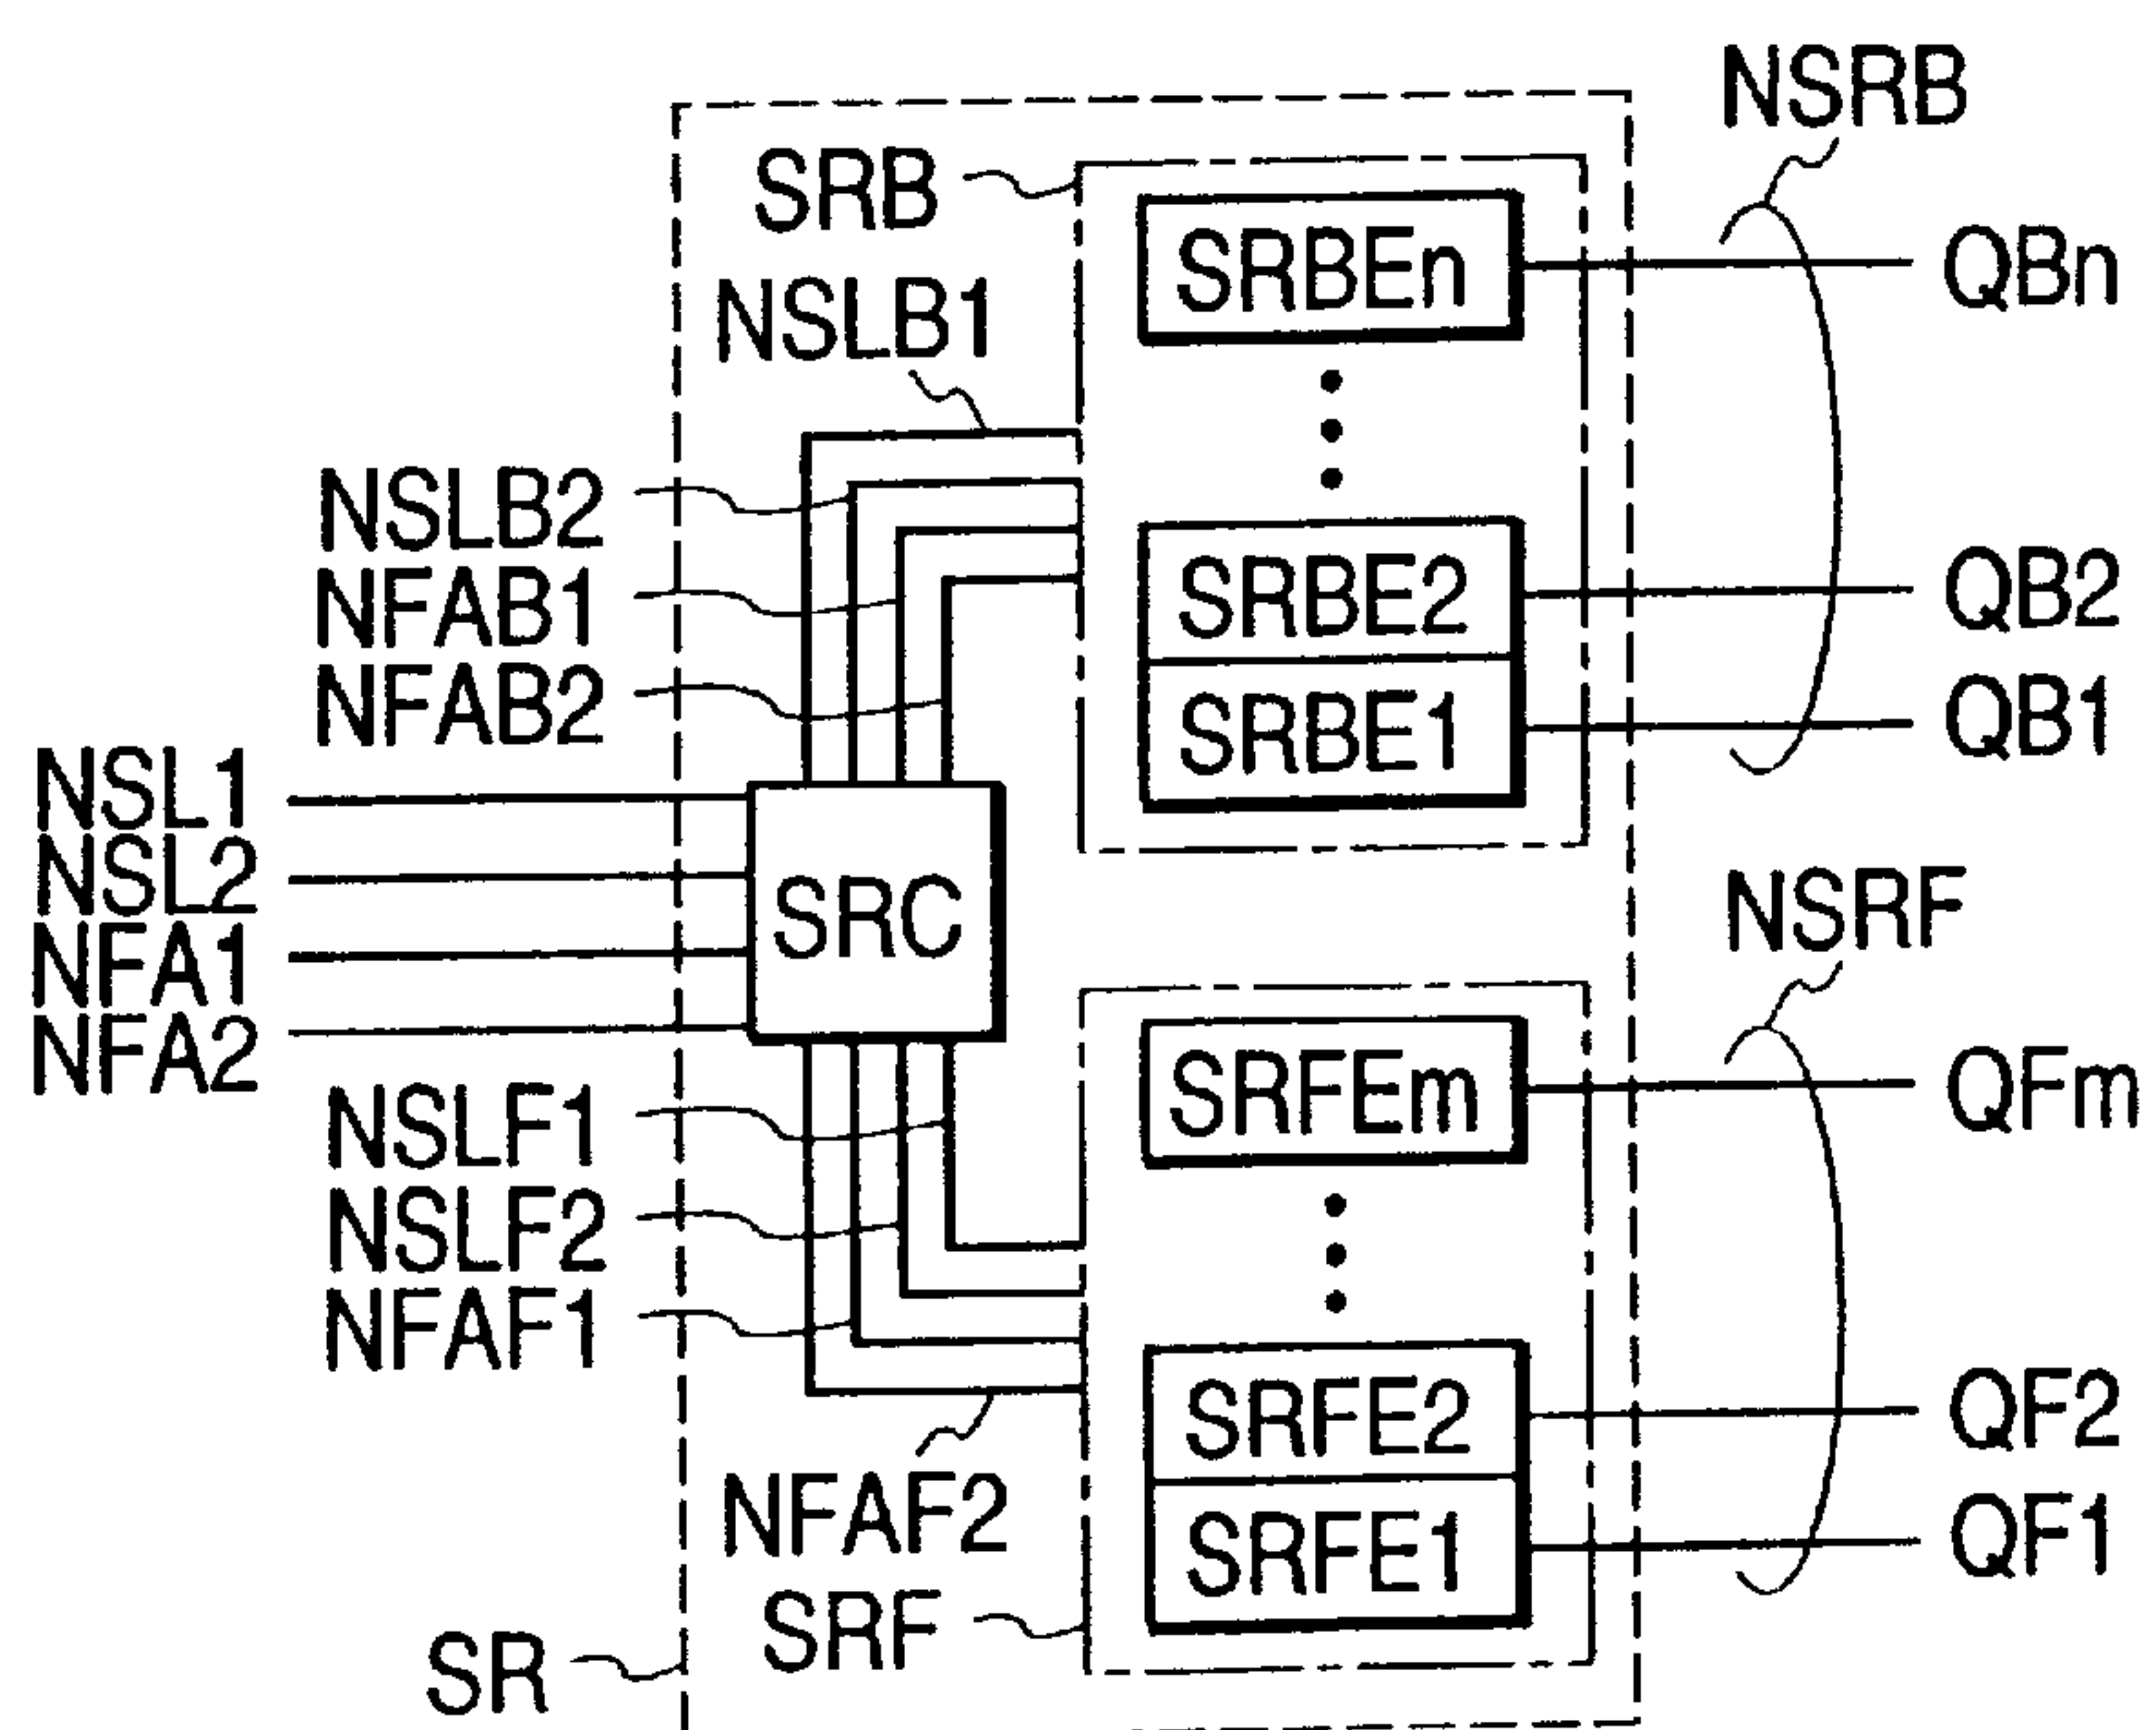 NSRB
SRB
SRBEn
QBn
NSLB1
NSLB2
NFAB1
NFAB2
SRBE2
QB2
SRBE1
QB1
NSL1
NSL2
NFA1
NFA2
SRC
NSRF
SRFEm
QFm
NSLF1
NSLF2
NFAF1
NFAF2
SRFE2
QF2
SRFE1
QF1
SRF
SR